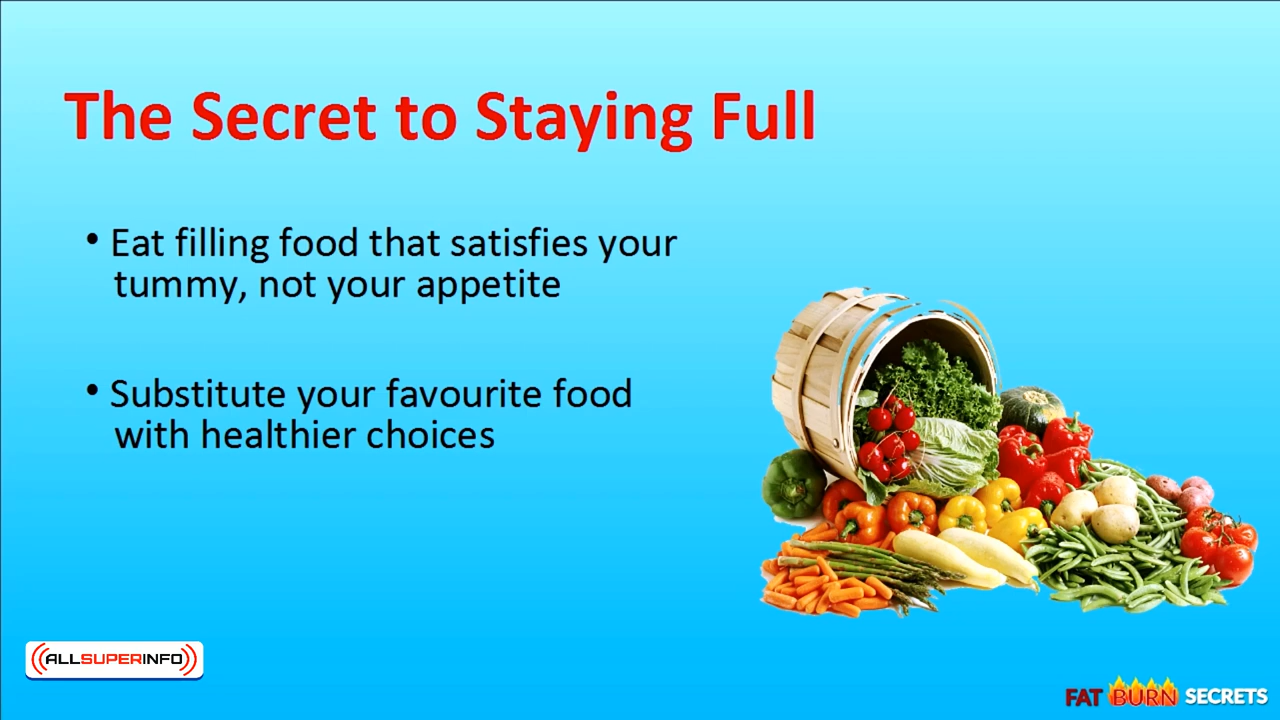 The Secret to Staying Full
• Eat filling food that satisfies your
tummy, not your appetite
• Substitute your favourite food
with healthier choices
ALLSUPERINFO
FAT BURN SECRETS